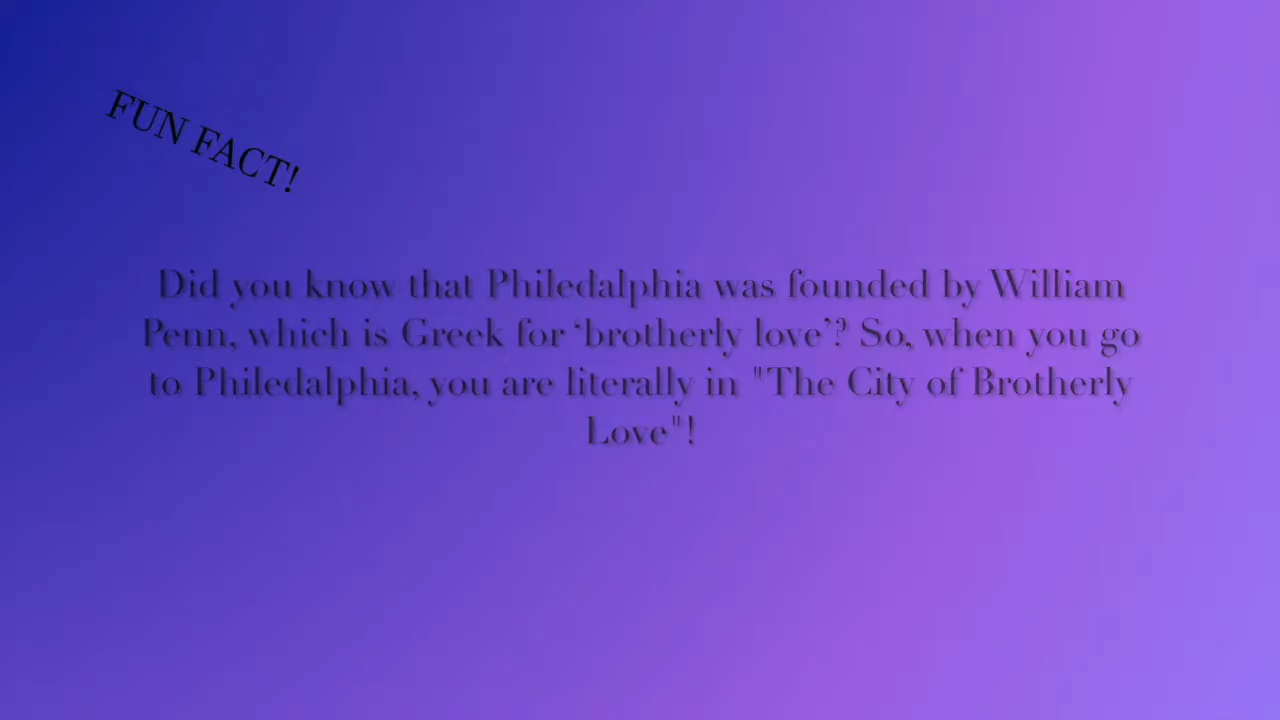 FUN FACT!
Did you know that Philedalphia was founded by William
Penn, which is Greek for ‘brotherly love’? So, when you go
to Philedalphia, you are literally in "The City of Brotherly
Love"!